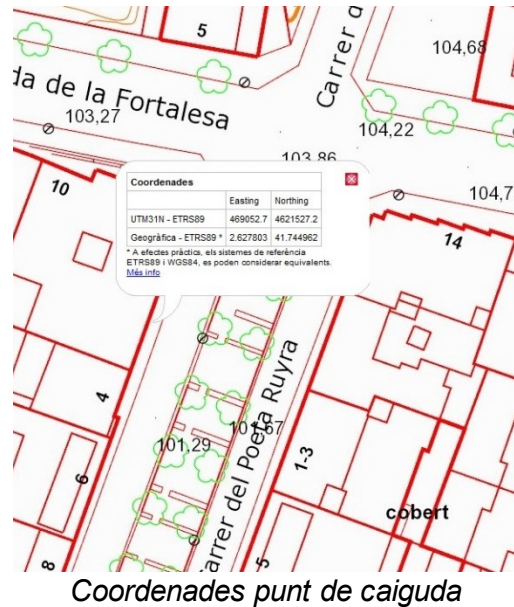 5
Carrer d
104,68
da de la Fortalesa
103,27
104,22
103,86
10
104,7
14
Coordenades
Easting Northing
UTM31N - ETRS89 469052.7 4621527.2
Geogràfica - ETRS89 * 2.627803 41.744962
* A efectes pràctics, els sistemes de referència
ETRS89 i WGS84, es poden considerar equivalents.
Més info
4
101,29
Carrer del Poeta Ruyra
1-3
6
cobert
8
5
Coordenades punt de caiguda